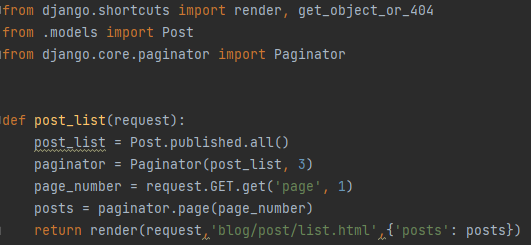 from django.shortcuts import render, get_object_or_404
from .models import Post
from django.core.paginator import Paginator
def post_list(request):
post_list = Post.published.all()
paginator = Paginator(post_list, 3)
page_number = request.GET.get('page', 1)
posts = paginator.page(page_number)
return render(request,'blog/post/list.html',{'posts': posts})